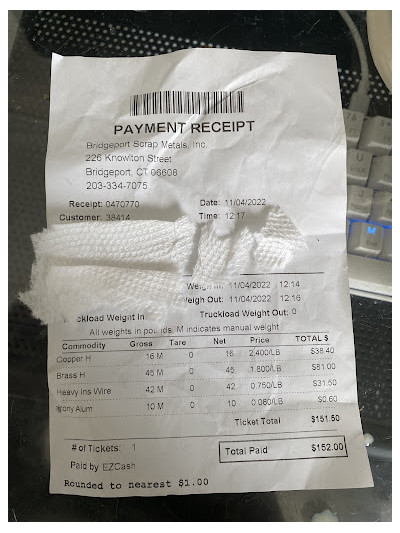 PAYMENT RECEIPT
Bridgeport Scrap Metals, Inc.
226 Knowlton Street
Bridgeport, CT 06608
203-334-7075
Receipt: 0470770 Date: 11/04/2022
Customer: 38414 Time: 12:17
Weigh In: 11/04/2022 12:14
Weigh Out: 11/04/2022 12:16
Truckload Weight In Truckload Weight Out: 0
All weights in pounds. M indicates manual weight
Commodity Gross Tare Net Price TOTAL $
Copper H 16 M 0 16 2.400/LB $38.40
Brass H 45 M 0 45 1.800/LB $81.00
Heavy Ins Wire 42 M 0 42 0.750/LB $31.50
Irony Alum 10 M 0 10 0.060/LB $0.60
Ticket Total $151.50
# of Tickets: 1 Total Paid $152.00
Paid by EZCash
Rounded to nearest $1.00
U
M